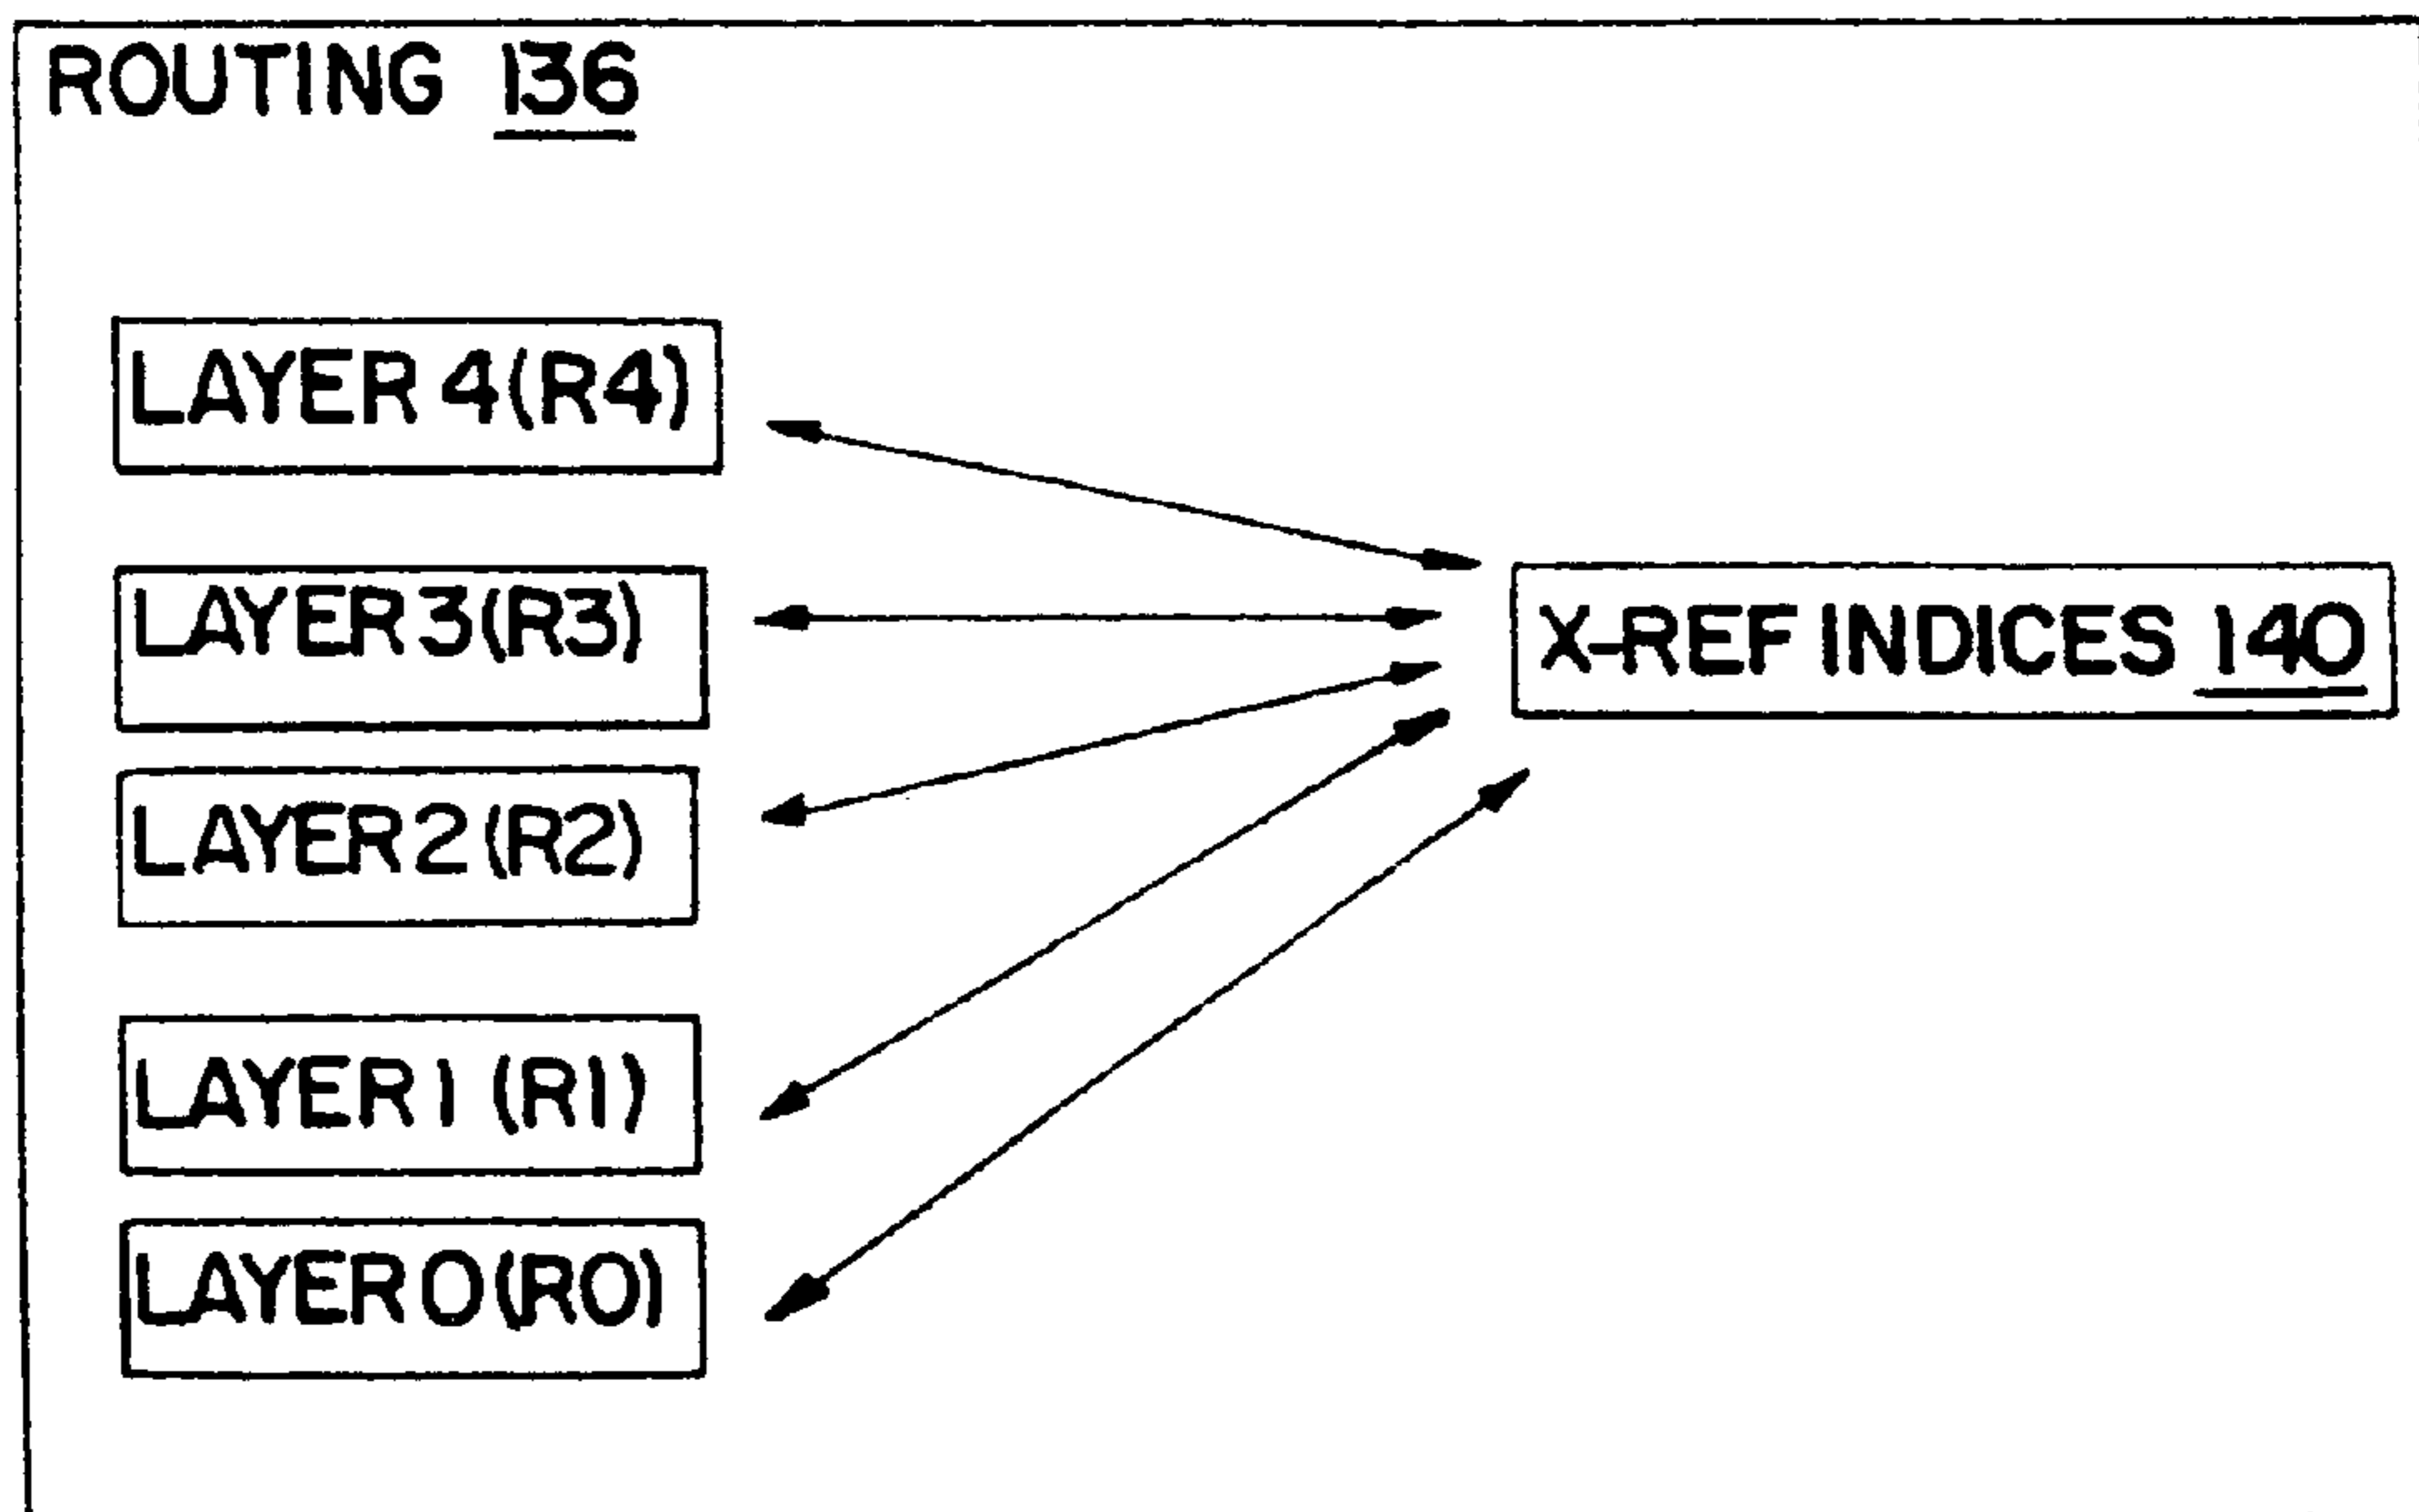 ROUTING 136
LAYER 4(R4)
LAYER 3(R3)
X-REF INDICES 140
LAYER 2 (R2)
LAYER 1 (R1)
LAYER 0(R0)